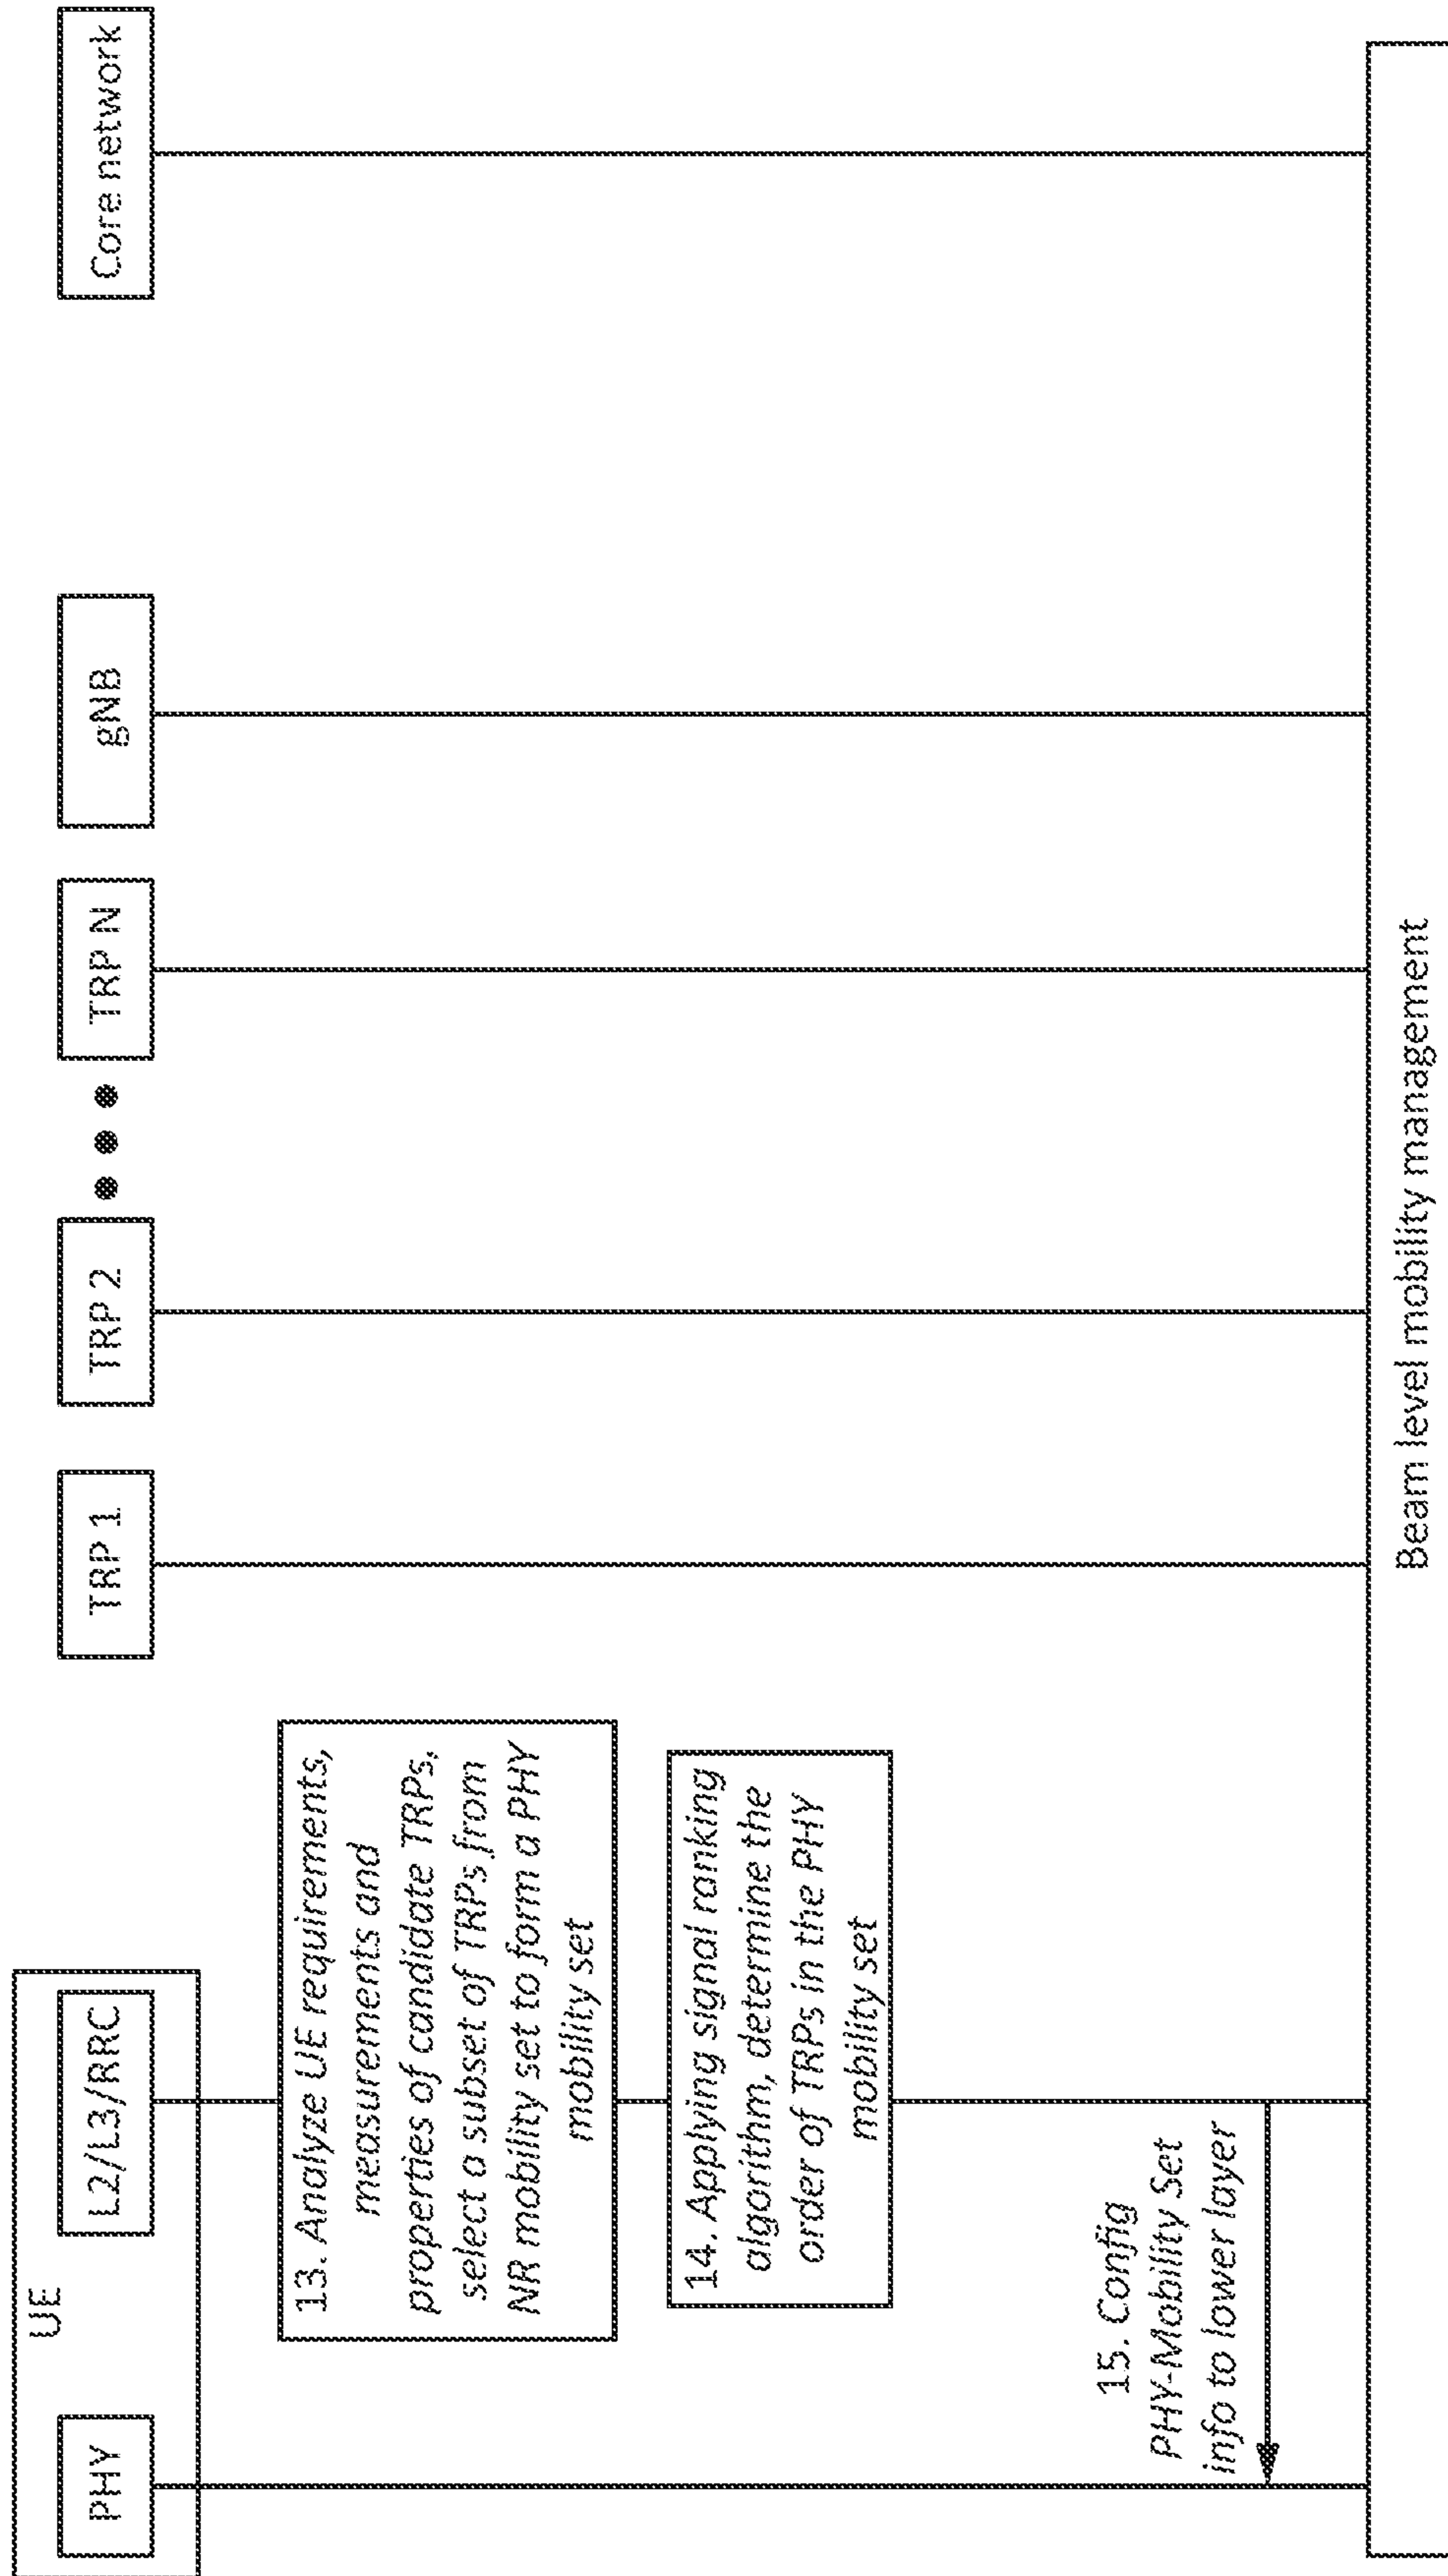 UE
PHY
L2/L3/RRC
TRP 1
TRP 2
TRP N
gNB
Core network
13. Analyze UE requirements,
measurements and
properties of candidate TRPs,
select a subset of TRPs from
NR mobility set to form a PHY
mobility set
14. Applying signal ranking
algorithm, determine the
order of TRPs in the PHY
mobility set
15. Config
PHY-Mobility Set
info to lower layer
Beam level mobility management